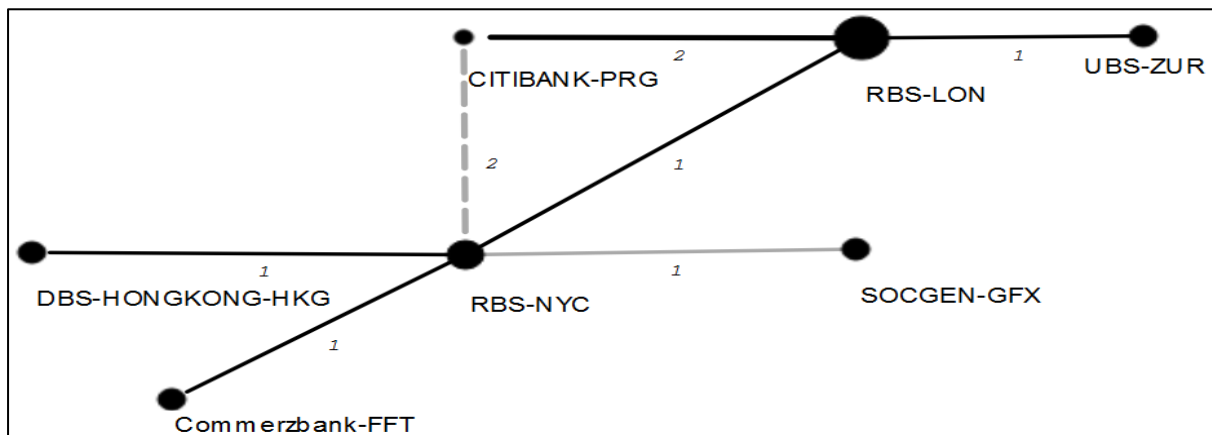 2
1
CITIBANK-PRG
UBS-ZUR
RBS-LON
2
1
1
1
DBS-HONGKONG-HKG
RBS-NYC
SOCGEN-GFX
1
Commerzbank-FFT